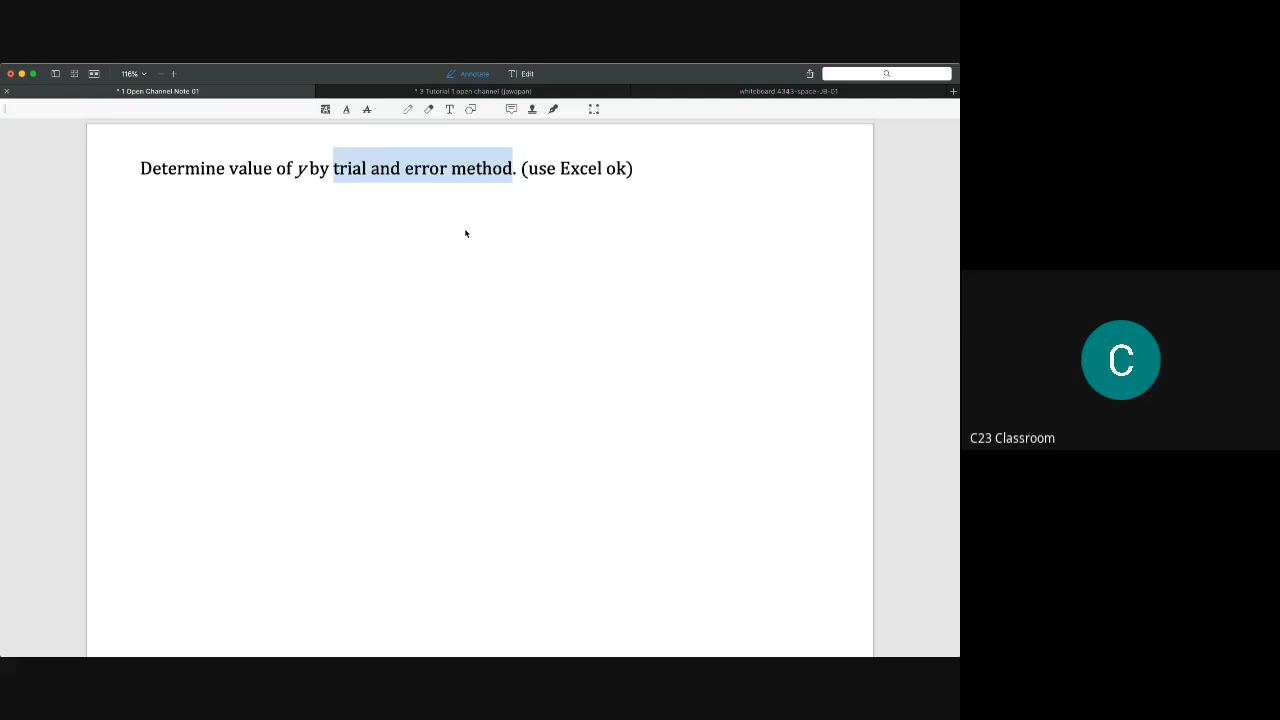 116%
Annotate
Edit
* 1 Open Channel Note 01
* 3 Tutorial 1 open channel (jawapan)
whiteboard 4343-space-JB-01
Determine value of y by trial and error method. (use Excel ok)
C
C23 Classroom